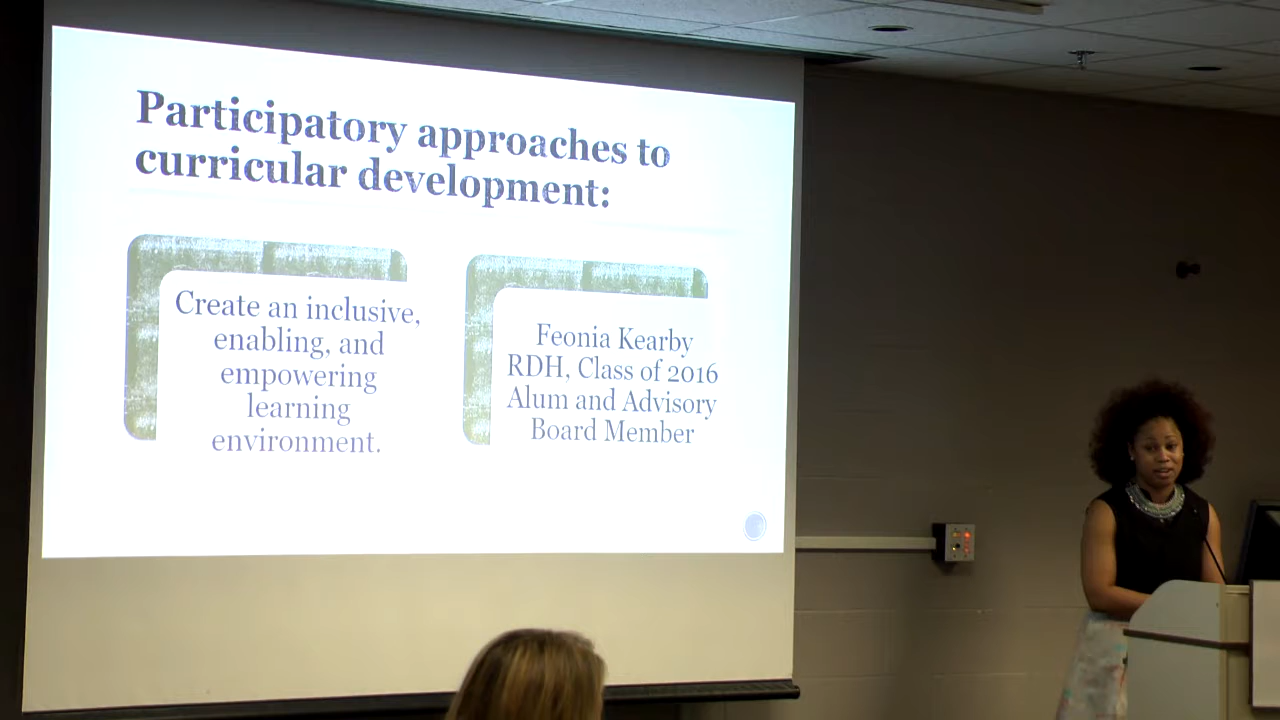 Participatory approaches to
curricular development:
Create an inclusive,
enabling, and
empowering
learning
environment.
Feonia Kearby
RDH, Class of 2016
Alum and Advisory
Board Member